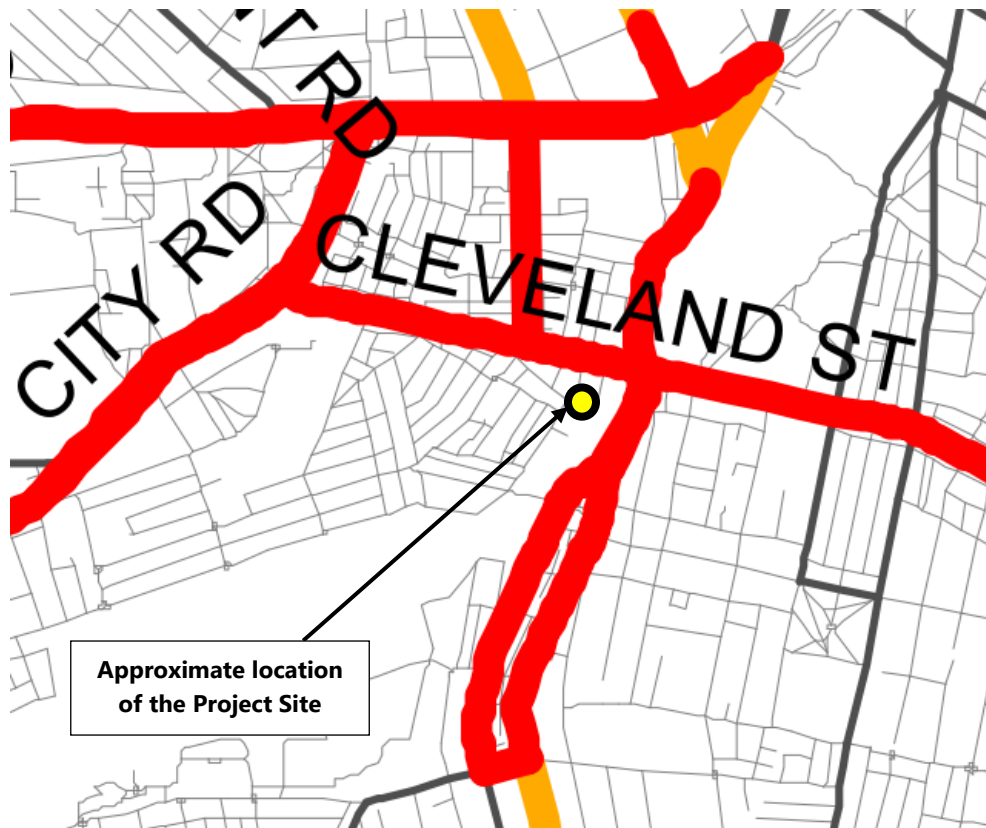 RD
CITY RD
CLEVELAND ST
Approximate location
of the Project Site